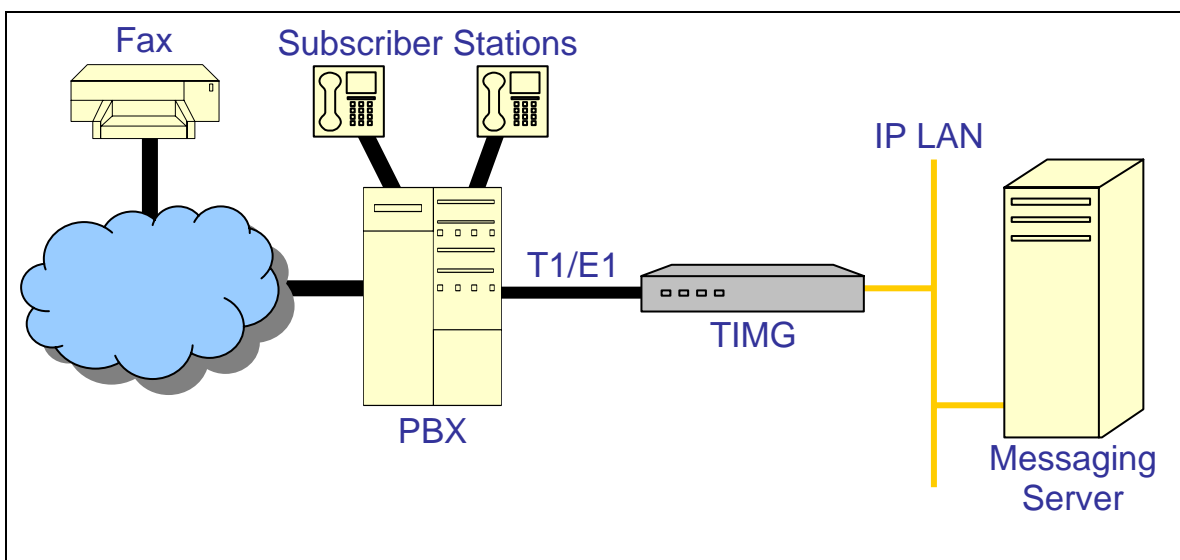 Fax
Subscriber Stations
IP LAN
T1/E1
TIMG
PBX
Messaging
Server